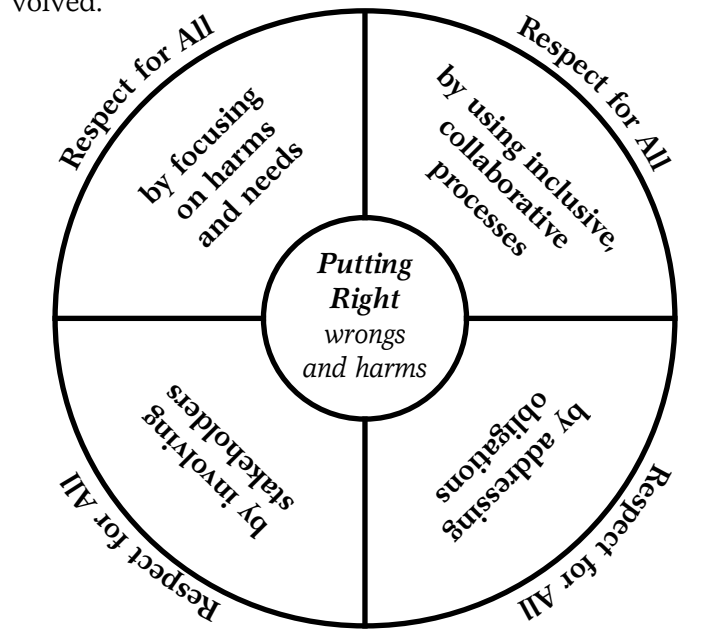 volved.
Respect for All
Respect for All
by focusing
on harms
and needs
by using inclusive,
collaborative
processes
Putting
Right
wrongs
and harms
by involving
stakeholders
by addressing
obligations
Respect for All
Respect for All